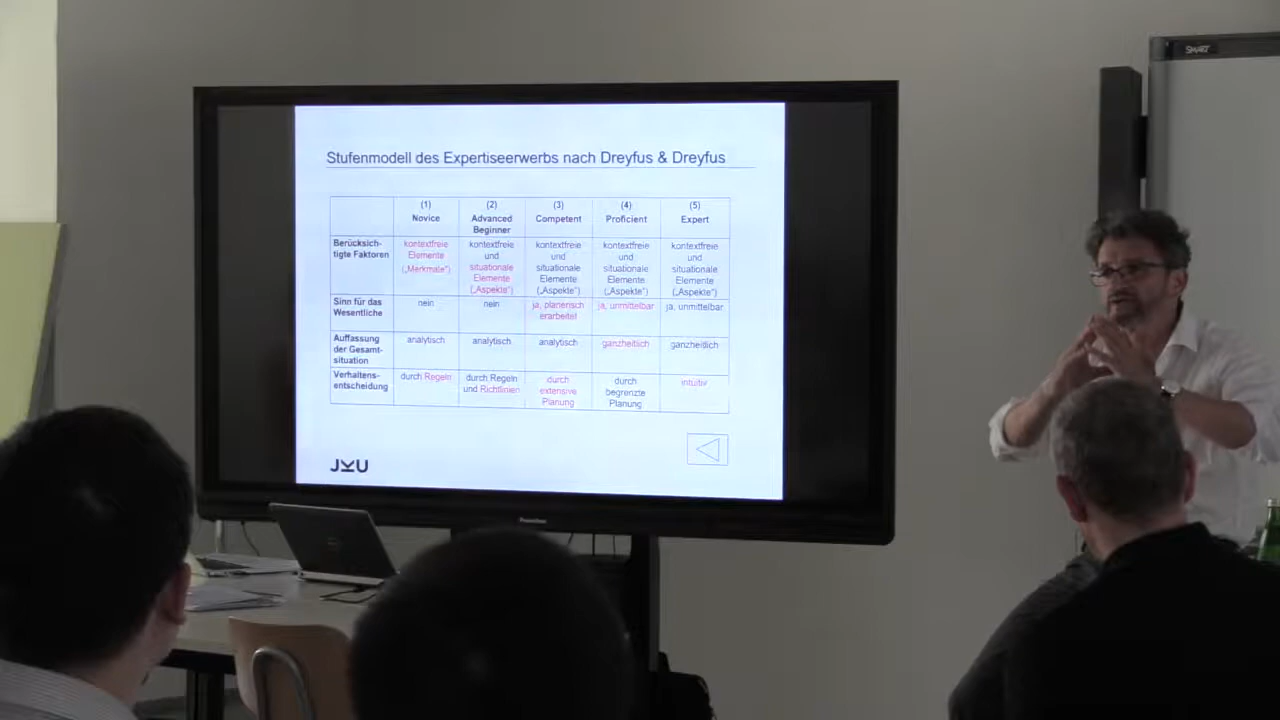 SMART
Stufenmodell des Expertiseerwerbs nach Dreyfus & Dreyfus
(1) (2) (3) (4) (5)
Novice Advanced Beginner Competent Proficient Expert
Berücksich-
tigte Faktoren
kontextfreie
Elemente
(„Merkmale")
kontextfreie
und
situationale
Elemente
(„Aspekte")
kontextfreie
und
situationale
Elemente
(„Aspekte")
kontextfreie
und
situationale
Elemente
(„Aspekte")
kontextfreie
und
situationale
Elemente
(„Aspekte")
Sinn für das
Wesentliche
nein
nein
ja, planerisch
erarbeitet
ja, unmittelbar
ja, unmittelbar
Auffassung
der Gesamt-
situation
analytisch
analytisch
analytisch
ganzheitlich
ganzheitlich
Verhaltens-
entscheidung
durch Regeln
durch Regeln
und Richtlinien
durch
extensive
Planung
durch
begrenzte
Planung
intuitiv
JKU